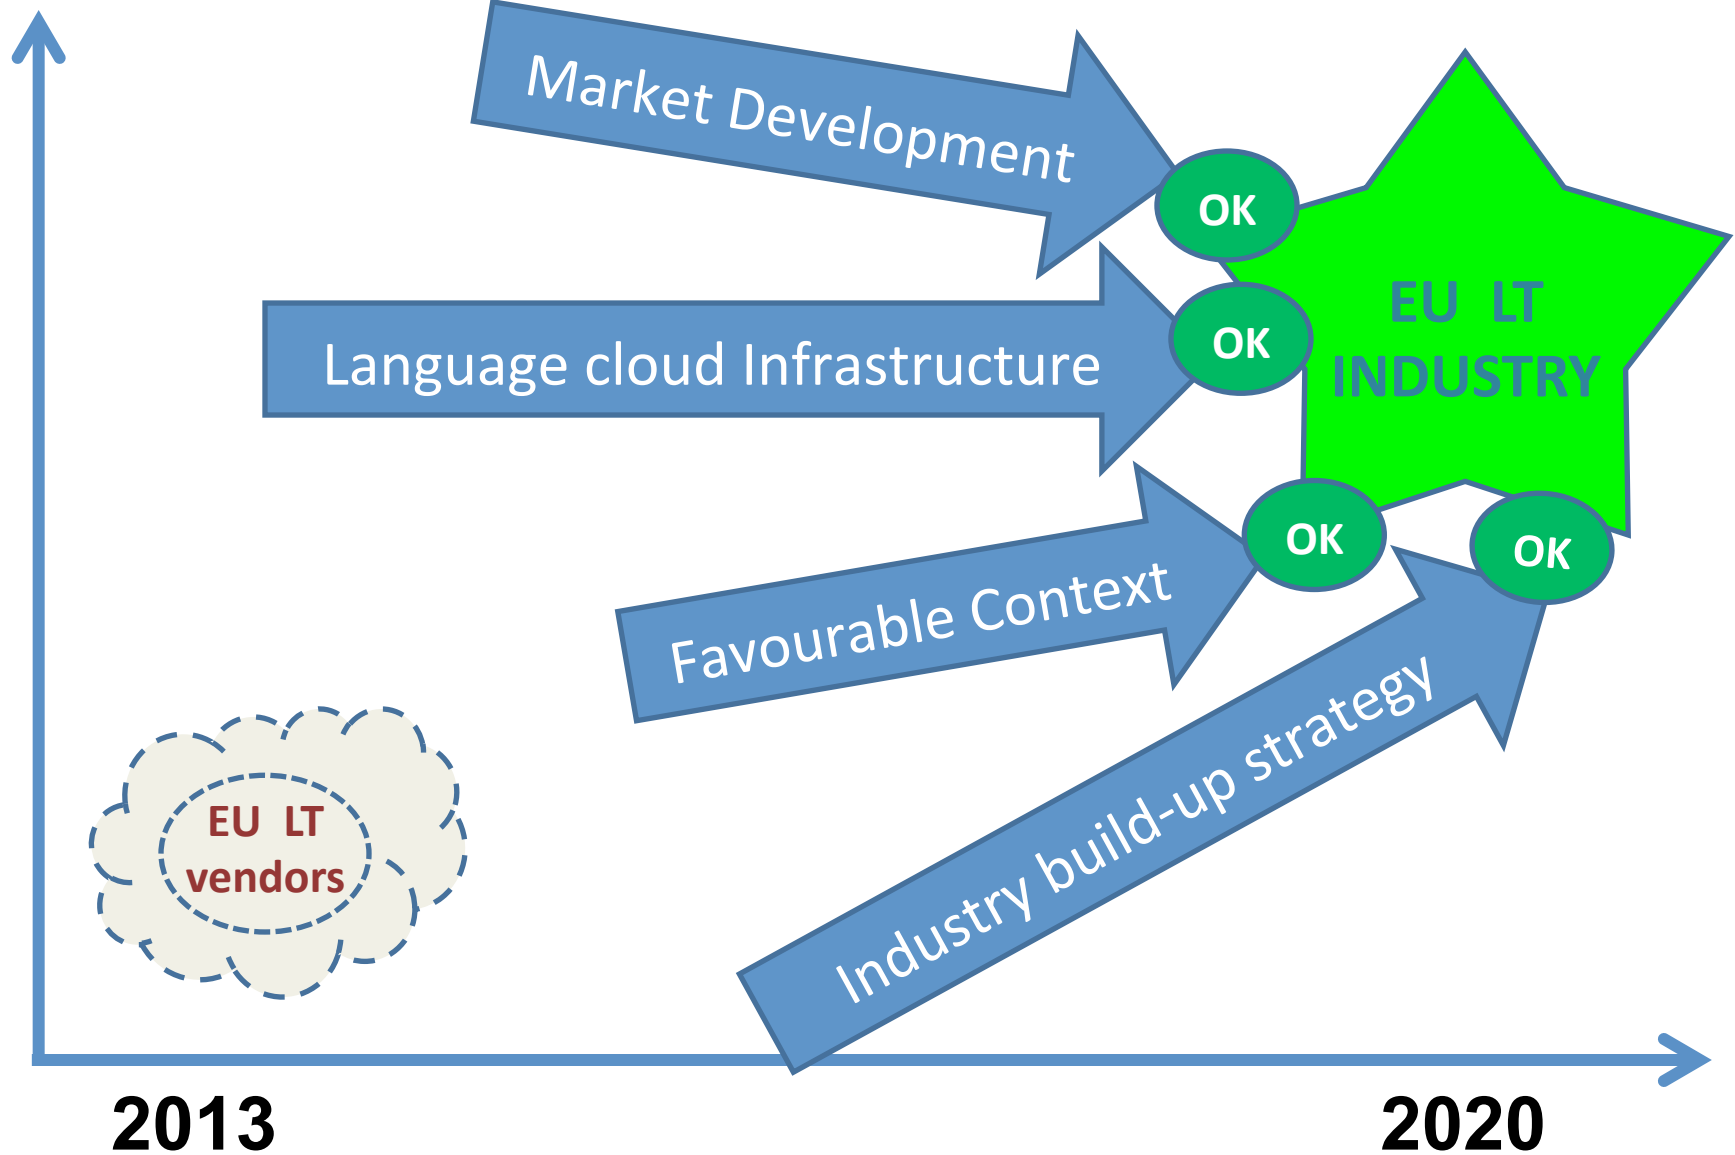 Market Development
OK
EU LT
INDUSTRY
Language cloud Infrastructure
OK
Favourable Context
OK
OK
Industry build-up strategy
EU LT
vendors
2013
2020